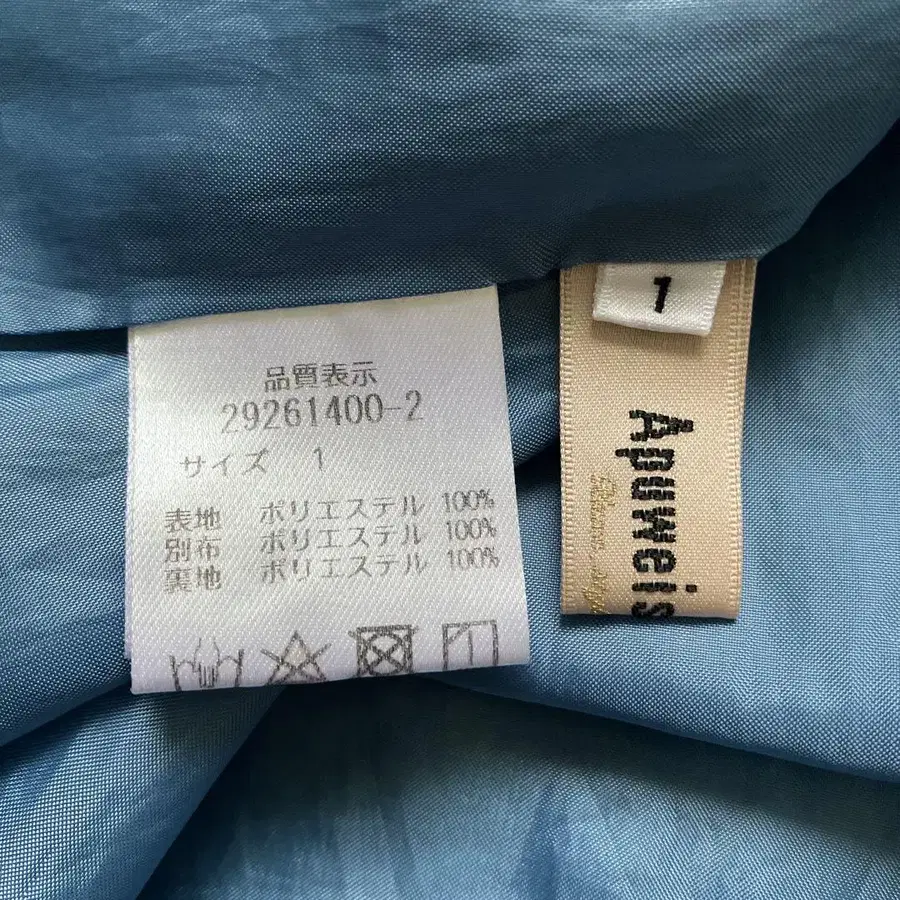 品質表示
29261400-2
サイズ 1
表地 ポリエステル 100%
別布 ポリエステル 100%
裏地 ポリエステル 100%
1
Apuweis